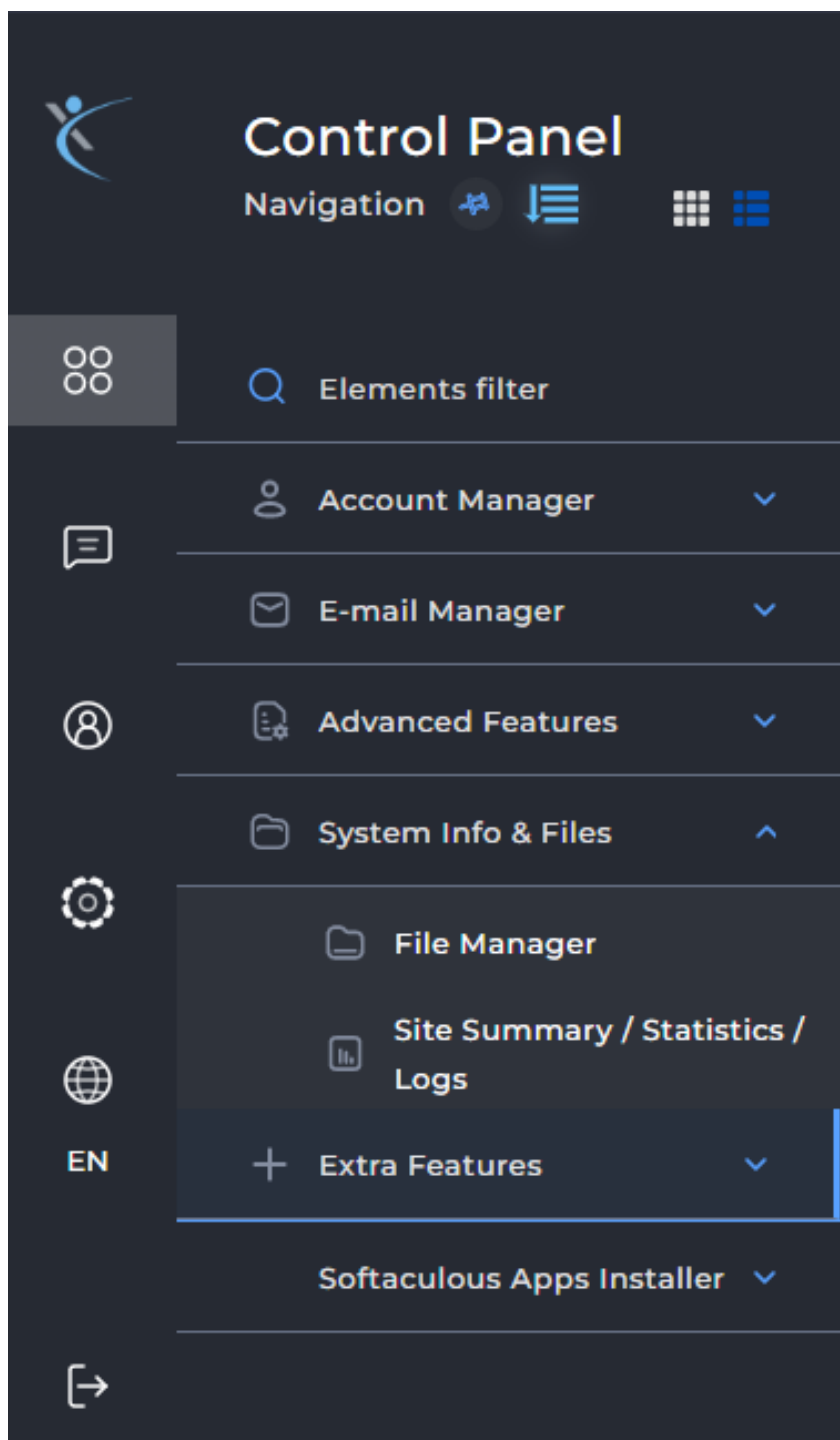 Control Panel
Navigation
Elements filter
Account Manager
E-mail Manager
Advanced Features
System Info & Files
File Manager
Site Summary / Statistics /
Logs
EN
Extra Features
Softaculous Apps Installer